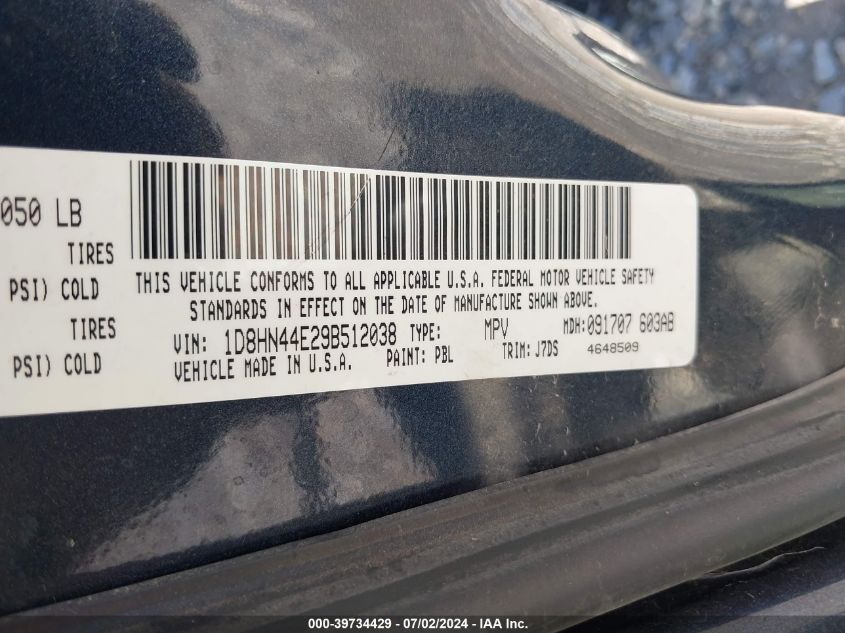 050 LB
TIRES
PSI) COLD
TIRES
PSI) COLD
THIS VEHICLE CONFORMS TO ALL APPLICABLE U.S.A. FEDERAL MOTOR VEHICLE SAFETY
STANDARDS IN EFFECT ON THE DATE OF MANUFACTURE SHOWN ABOVE.
VIN: 1D8HN44E29B512038 TYPE: MPV MDH:091707 603AB
VEHICLE MADE IN U.S.A. PAINT: PBL TRIM: J7DS 4648509
000-39734429 - 07/02/2024 - IAA Inc.